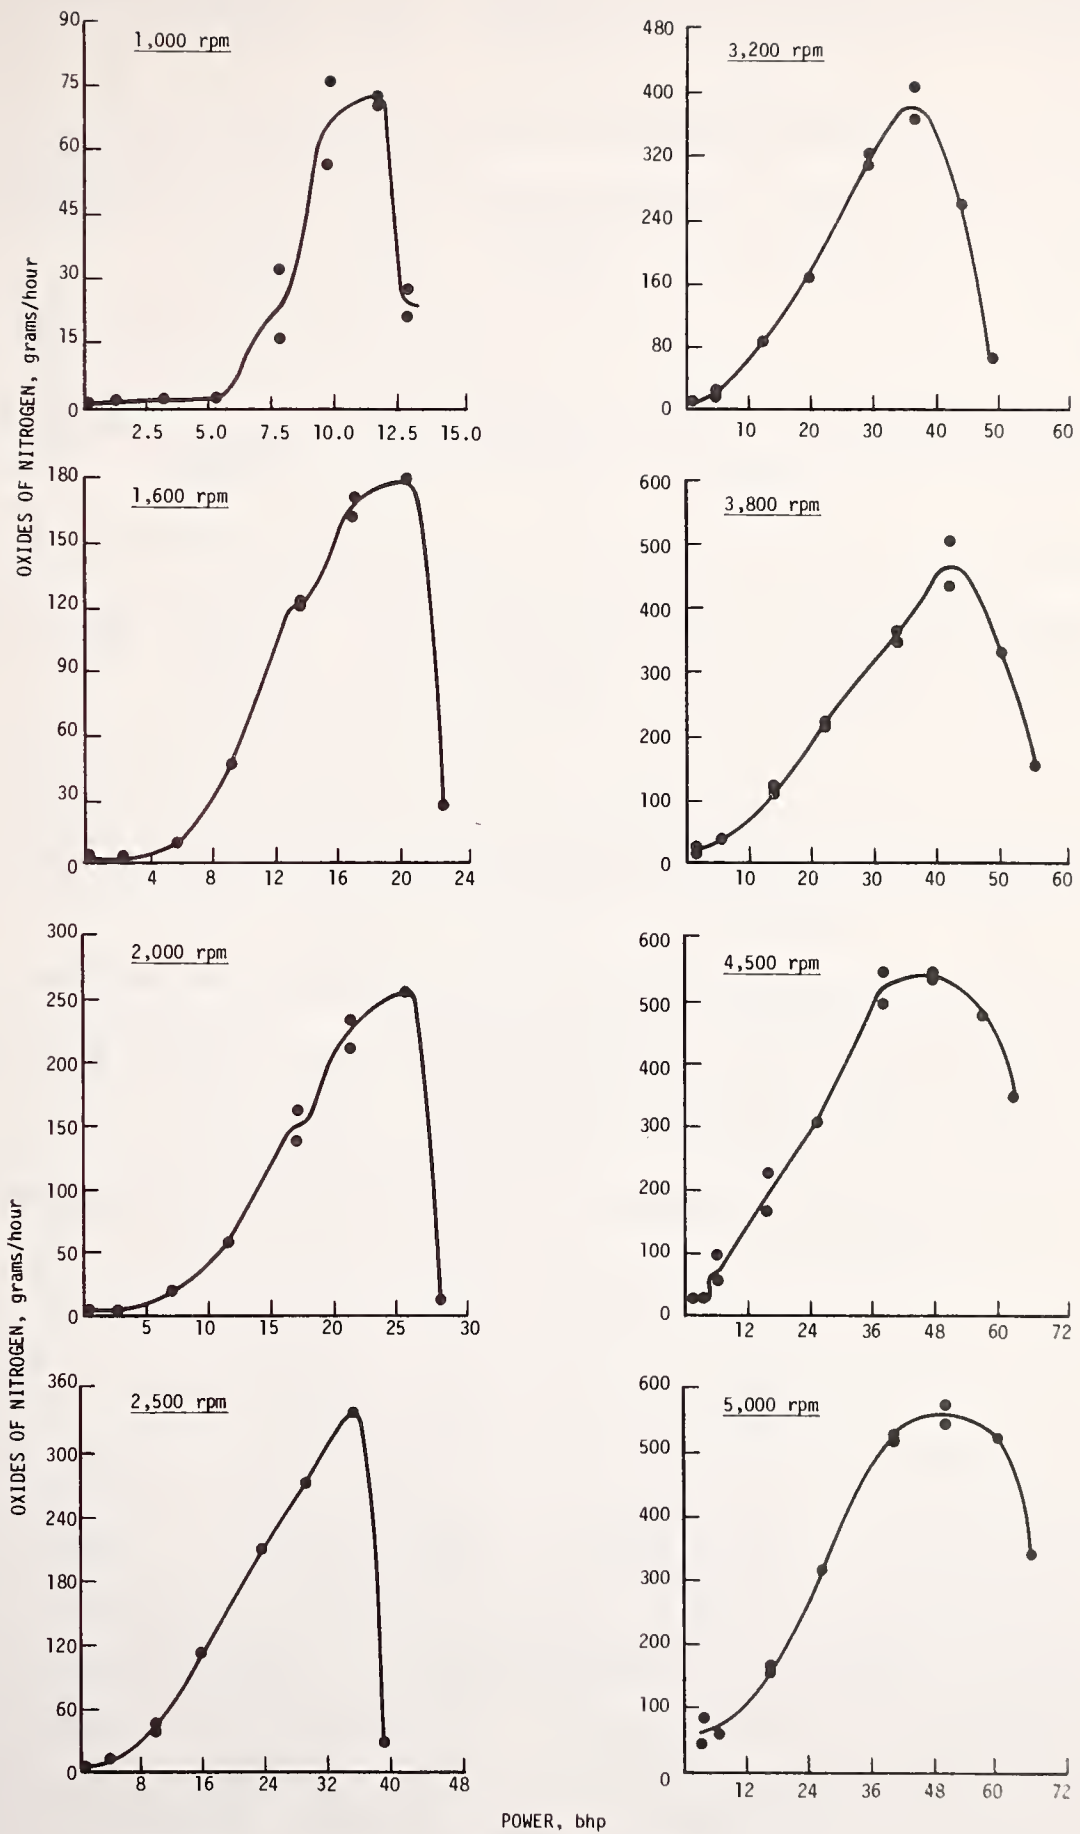 OXIDES OF NITROGEN, grams/hour
1,000 rpm
90
75
60
45
30
15
0
2.5 5.0 7.5 10.0 12.5 15.0
1,600 rpm
180
150
120
90
60
30
0
4 8 12 16 20 24
OXIDES OF NITROGEN, grams/hour
2,000 rpm
300
250
200
150
100
50
0
5 10 15 20 25 30
2,500 rpm
360
300
240
180
120
60
0
8 16 24 32 40 48
3,200 rpm
480
400
320
240
160
80
0
10 20 30 40 50 60
3,800 rpm
600
500
400
300
200
100
0
10 20 30 40 50 60
4,500 rpm
600
500
400
300
200
100
0
12 24 36 48 60 72
5,000 rpm
600
500
400
300
200
100
0
12 24 36 48 60 72
POWER, bhp